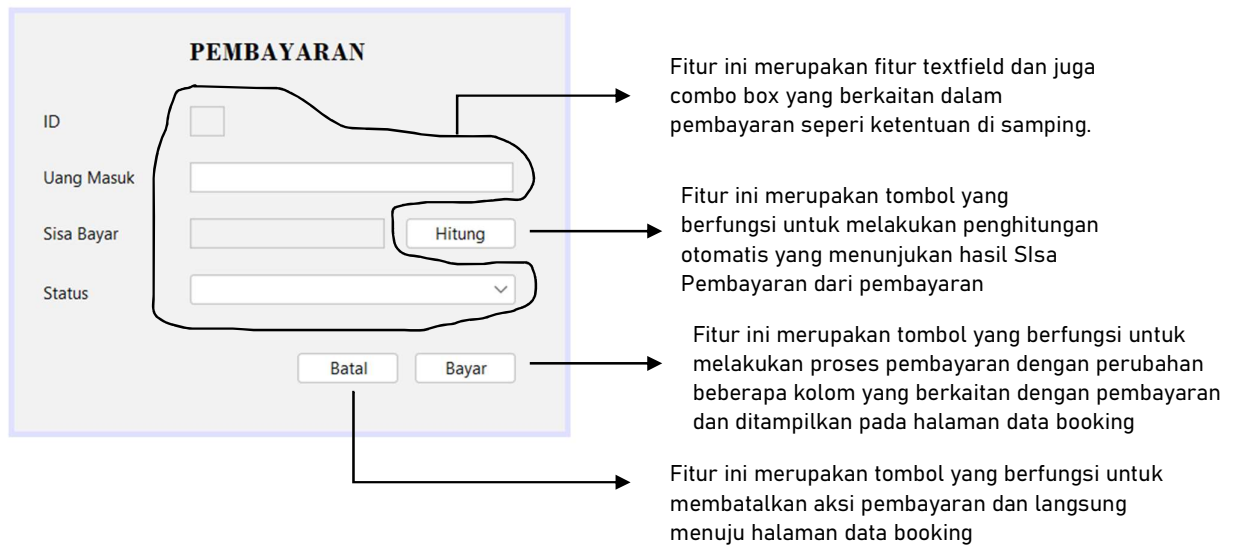 PEMBAYARAN
ID
Uang Masuk
Sisa Bayar
Hitung
Status
Batal
Bayar
Fitur ini merupakan fitur textfield dan juga
combo box yang berkaitan dalam
pembayaran seperi ketentuan di samping.
Fitur ini merupakan tombol yang
berfungsi untuk melakukan penghitungan
otomatis yang menunjukan hasil SIsa
Pembayaran dari pembayaran
Fitur ini merupakan tombol yang berfungsi untuk
melakukan proses pembayaran dengan perubahan
beberapa kolom yang berkaitan dengan pembayaran
dan ditampilkan pada halaman data booking
Fitur ini merupakan tombol yang berfungsi untuk
membatalkan aksi pembayaran dan langsung
menuju halaman data booking